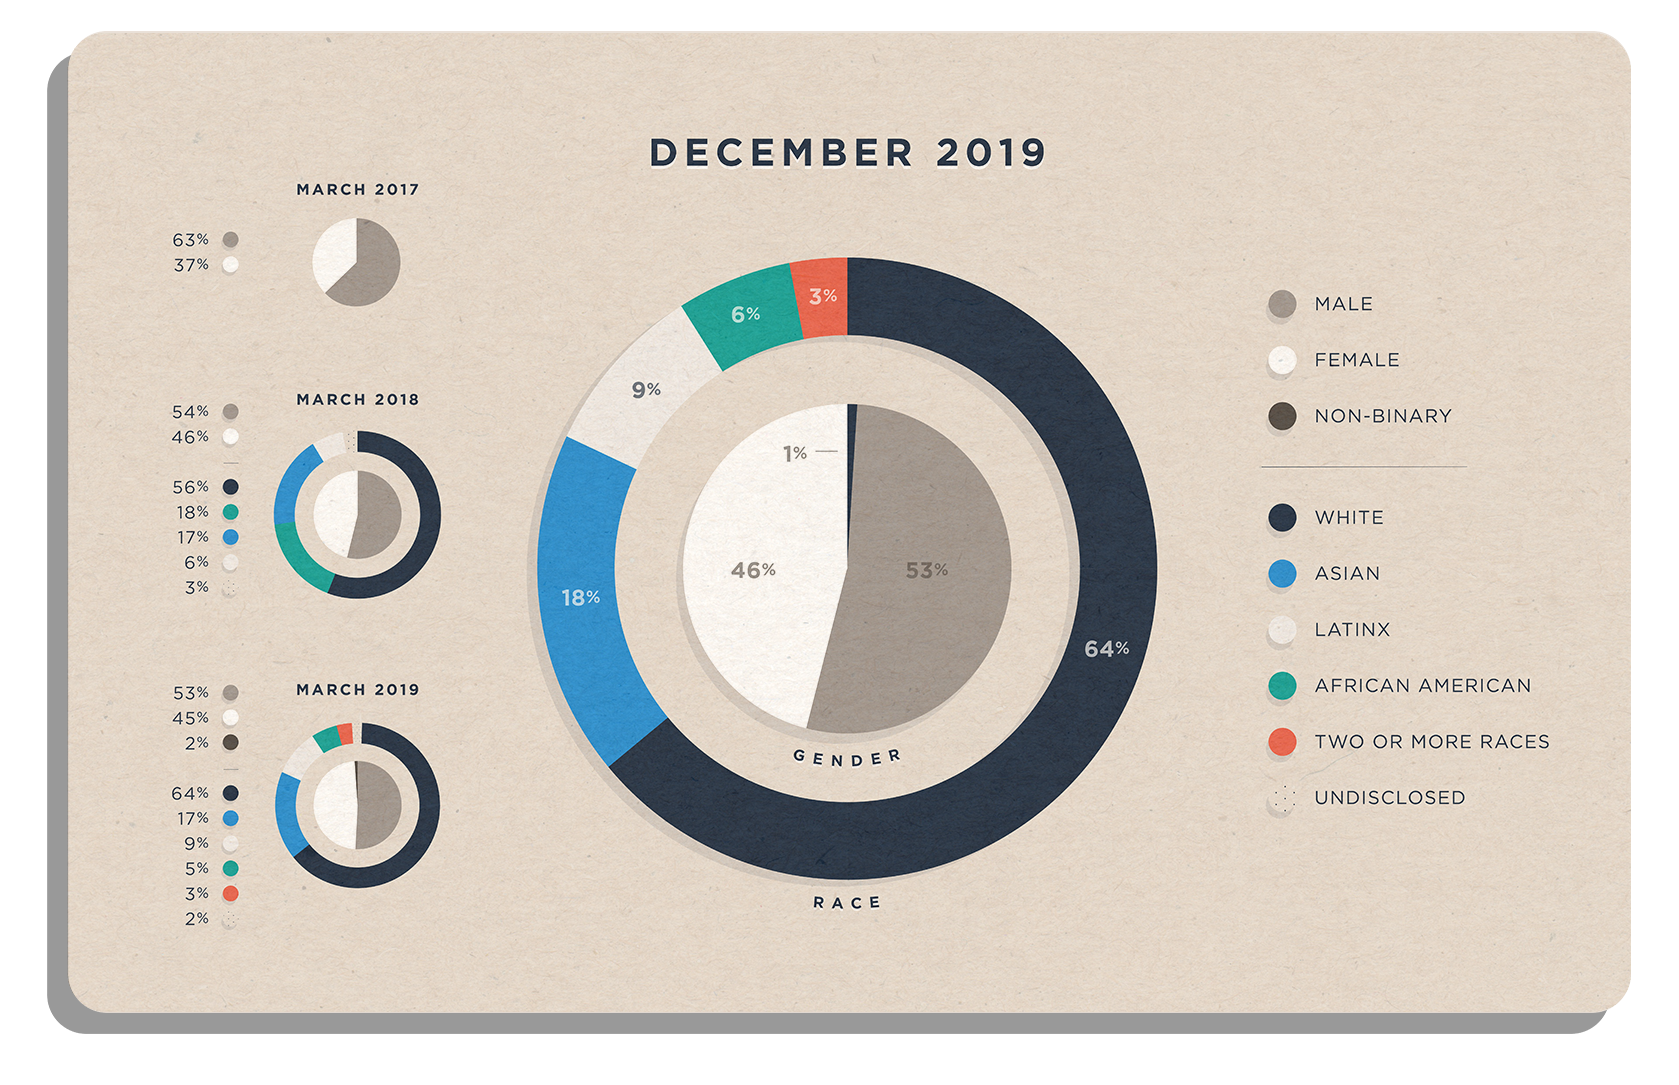 DECEMBER 2019
MARCH 2017
63%
37%
MARCH 2018
54%
46%
56%
18%
17%
6%
3%
MARCH 2019
53%
45%
2%
64%
17%
9%
5%
3%
2%
3%
6%
9%
18%
64%
1%
46%
53%
GENDER
RACE
MALE
FEMALE
NON-BINARY
WHITE
ASIAN
LATINX
AFRICAN AMERICAN
TWO OR MORE RACES
UNDISCLOSED